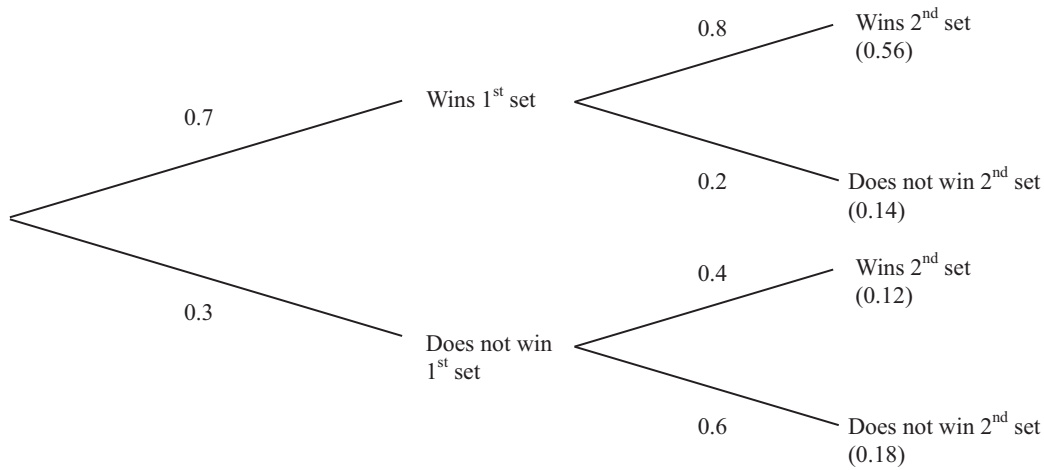 0.8
Wins 2nd set
(0.56)
Wins 1st set
0.7
0.2
Does not win 2nd set
(0.14)
0.4
Wins 2nd set
(0.12)
0.3
Does not win
1st set
0.6
Does not win 2nd set
(0.18)